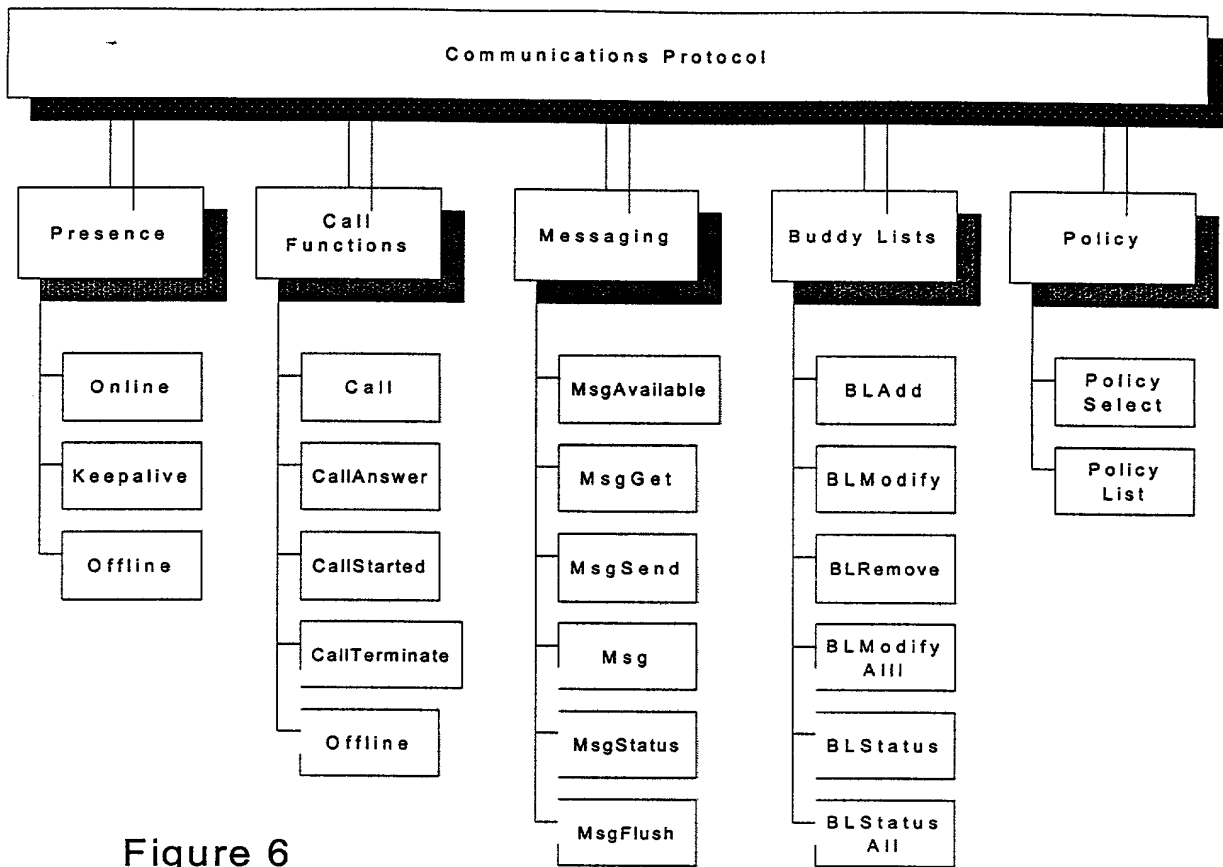 Communications Protocol
Presence
Call
Functions
Messaging
Buddy Lists
Policy
Online
Keepalive
Offline
Call
CallAnswer
CallStarted
CallTerminate
Offline
MsgAvailable
MsgGet
MsgSend
Msg
MsgStatus
MsgFlush
BLAdd
BLModify
BLRemove
BLModify
Alll
BLStatus
BLStatus
All
Policy
Select
Policy
List
Figure 6